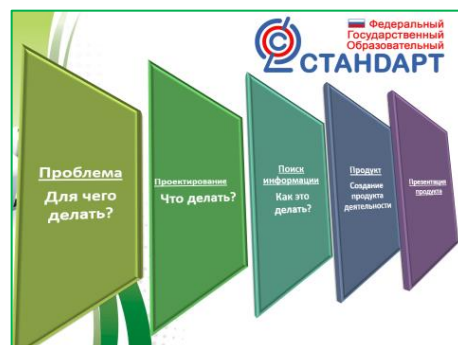 Федеральный
Государственный
Образовательный
СТАНДАРТ
Проблема
Для чего
делать?
Проектирование
Что делать?
Поиск
информации
Как это
делать?
Продукт
Создание
продукта
деятельности
Презентация
продукта